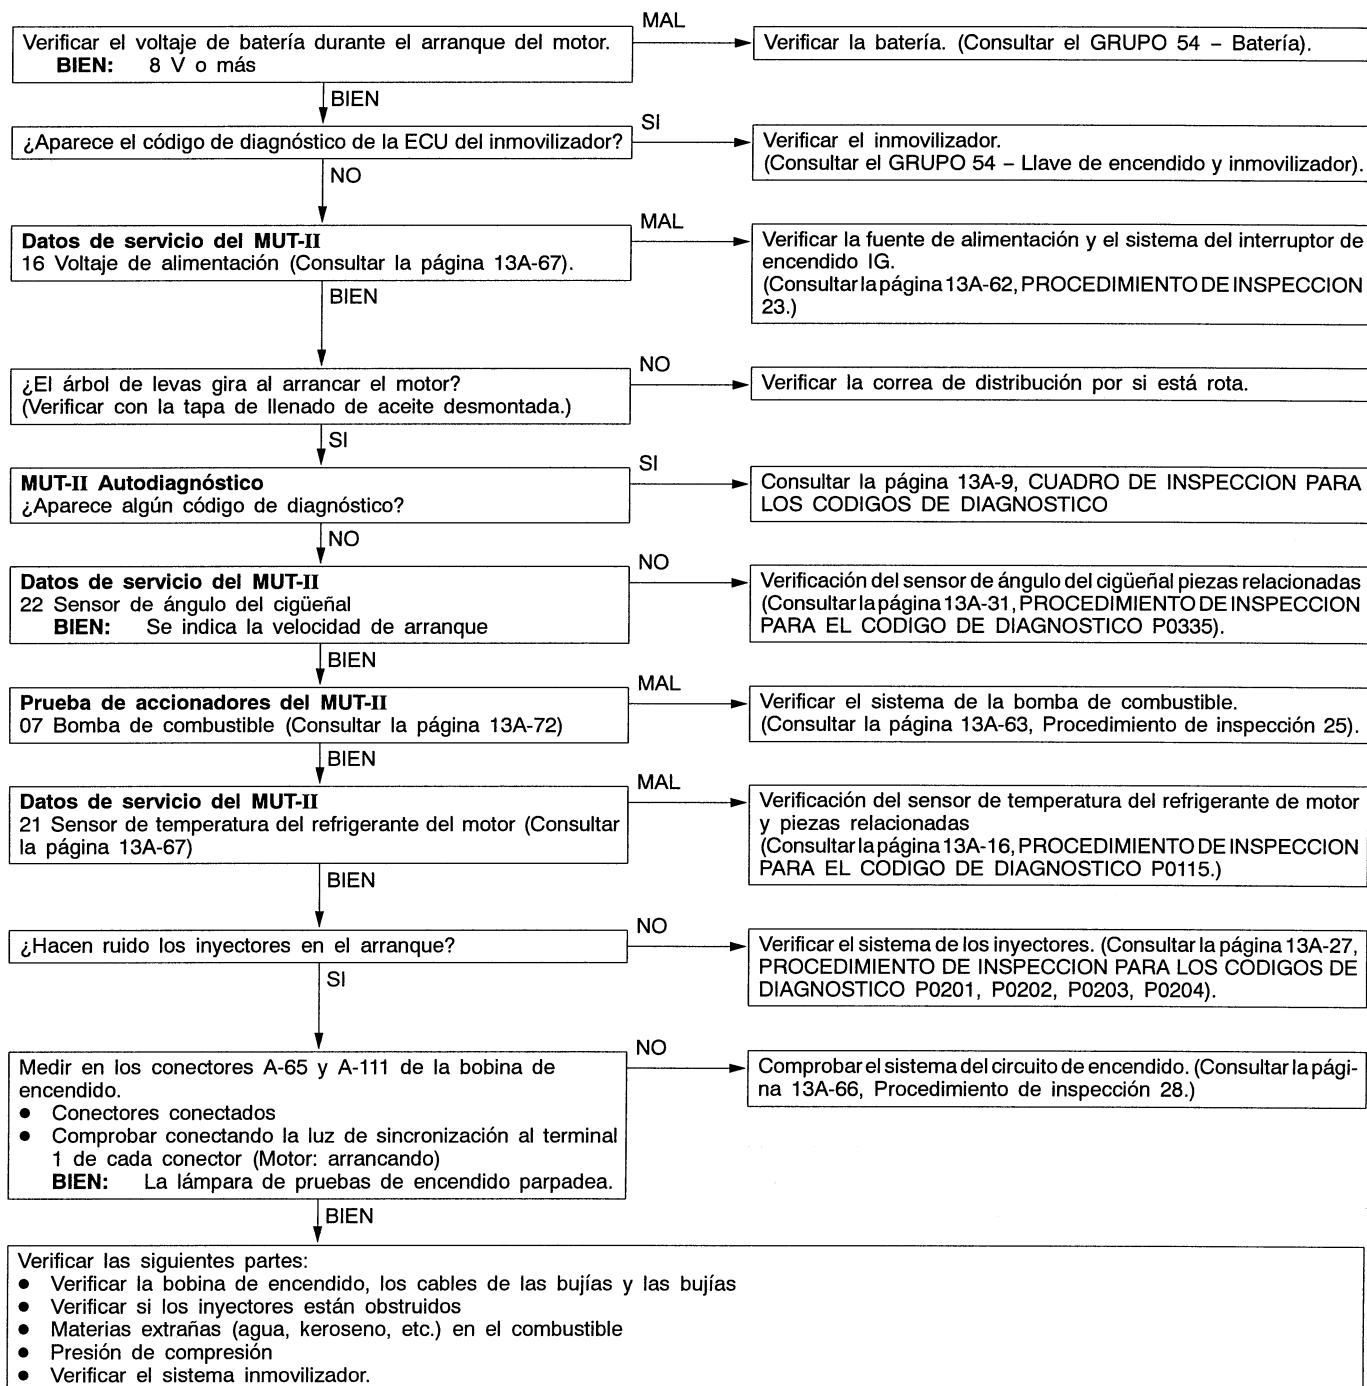 Verificar el voltaje de batería durante el arranque del motor.
BIEN: 8 V o más
MAL
Verificar la batería. (Consultar el GRUPO 54 – Batería).
BIEN
¿Aparece el código de diagnóstico de la ECU del inmovilizador?
SI
Verificar el inmovilizador.
(Consultar el GRUPO 54 – Llave de encendido y inmovilizador).
NO
Datos de servicio del MUT-II
16 Voltaje de alimentación (Consultar la página 13A-67).
MAL
Verificar la fuente de alimentación y el sistema del interruptor de
encendido IG.
(Consultar la página 13A-62, PROCEDIMIENTO DE INSPECCION
23.)
BIEN
¿El árbol de levas gira al arrancar el motor?
(Verificar con la tapa de llenado de aceite desmontada.)
NO
Verificar la correa de distribución por si está rota.
SI
MUT-II Autodiagnóstico
¿Aparece algún código de diagnóstico?
SI
Consultar la página 13A-9, CUADRO DE INSPECCION PARA
LOS CODIGOS DE DIAGNOSTICO
NO
Datos de servicio del MUT-II
22 Sensor de ángulo del cigüeñal
BIEN: Se indica la velocidad de arranque
NO
Verificación del sensor de ángulo del cigüeñal piezas relacionadas
(Consultar la página 13A-31, PROCEDIMIENTO DE INSPECCION
PARA EL CODIGO DE DIAGNOSTICO P0335).
BIEN
Prueba de accionadores del MUT-II
07 Bomba de combustible (Consultar la página 13A-72)
MAL
Verificar el sistema de la bomba de combustible.
(Consultar la página 13A-63, Procedimiento de inspección 25).
BIEN
Datos de servicio del MUT-II
21 Sensor de temperatura del refrigerante del motor (Consultar
la página 13A-67)
MAL
Verificación del sensor de temperatura del refrigerante de motor
y piezas relacionadas
(Consultar la página 13A-16, PROCEDIMIENTO DE INSPECCION
PARA EL CODIGO DE DIAGNOSTICO P0115.)
BIEN
¿Hacen ruido los inyectores en el arranque?
NO
Verificar el sistema de los inyectores. (Consultar la página 13A-27,
PROCEDIMIENTO DE INSPECCION PARA LOS CODIGOS DE
DIAGNOSTICO P0201, P0202, P0203, P0204).
SI
Medir en los conectores A-65 y A-111 de la bobina de
encendido.
● Conectores conectados
● Comprobar conectando la luz de sincronización al terminal
1 de cada conector (Motor: arrancando)
BIEN: La lámpara de pruebas de encendido parpadea.
NO
Comprobar el sistema del circuito de encendido. (Consultar la pági-
na 13A-66, Procedimiento de inspección 28.)
BIEN
Verificar las siguientes partes:
● Verificar la bobina de encendido, los cables de las bujías y las bujías
● Verificar si los inyectores están obstruidos
● Materias extrañas (agua, keroseno, etc.) en el combustible
● Presión de compresión
● Verificar el sistema inmovilizador.